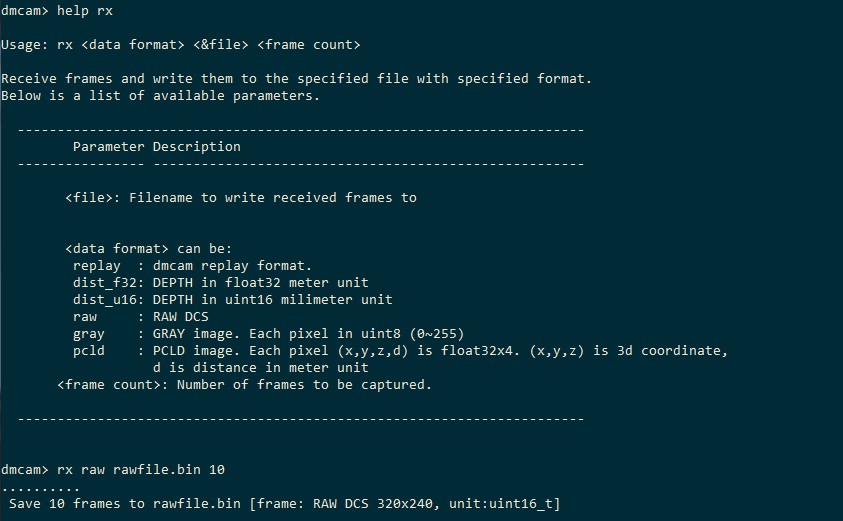 dmcam> help rx
Usage: rx <data format> <&file> <frame count>
Receive frames and write them to the specified file with specified format.
Below is a list of available parameters.
-----------------------------------------------------------------------
Parameter Description
---------------- ------------------------------------------------------
<file>: Filename to write received frames to
<data format> can be:
replay  : dmcam replay format.
dist_f32: DEPTH in float32 meter unit
dist_u16: DEPTH in uint16 milimeter unit
raw     : RAW DCS
gray    : GRAY image. Each pixel in uint8 (0~255)
pcld    : PCLD image. Each pixel (x,y,z,d) is float32x4. (x,y,z) is 3d coordinate,
d is distance in meter unit
<frame count>: Number of frames to be captured.
-----------------------------------------------------------------------
dmcam> rx raw rawfile.bin 10
..........
Save 10 frames to rawfile.bin [frame: RAW DCS 320x240, unit:uint16_t]